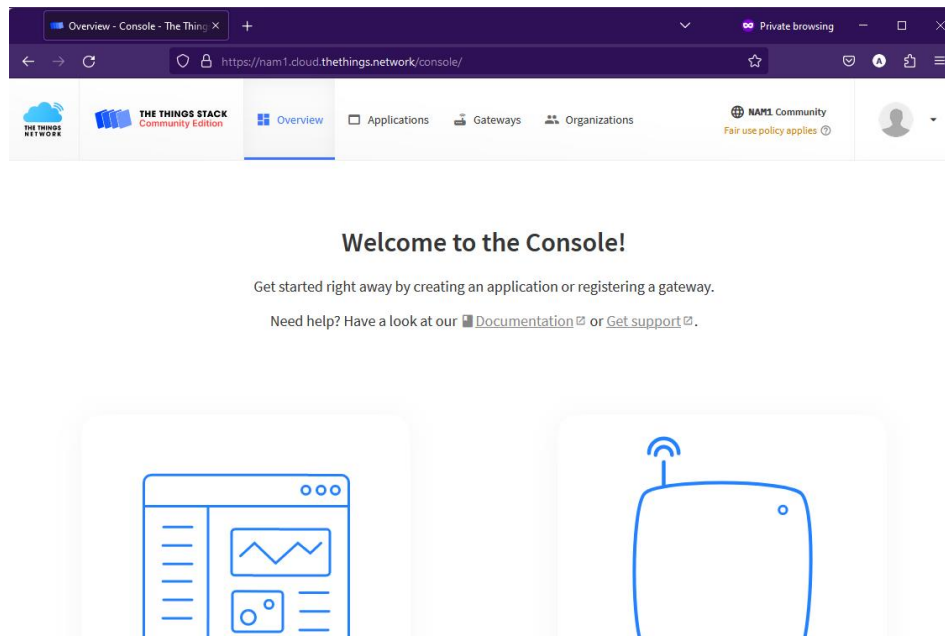 Overview - Console - The Thing
Private browsing
https://nam1.cloud.thethings.network/console/
A
THE THINGS NETWORK
THE THINGS STACK
Community Edition
Overview
Applications
Gateways
Organizations
NAM1 Community
Fair use policy applies ?
Welcome to the Console!
Get started right away by creating an application or registering a gateway.
Need help? Have a look at our Documentation or Get support.